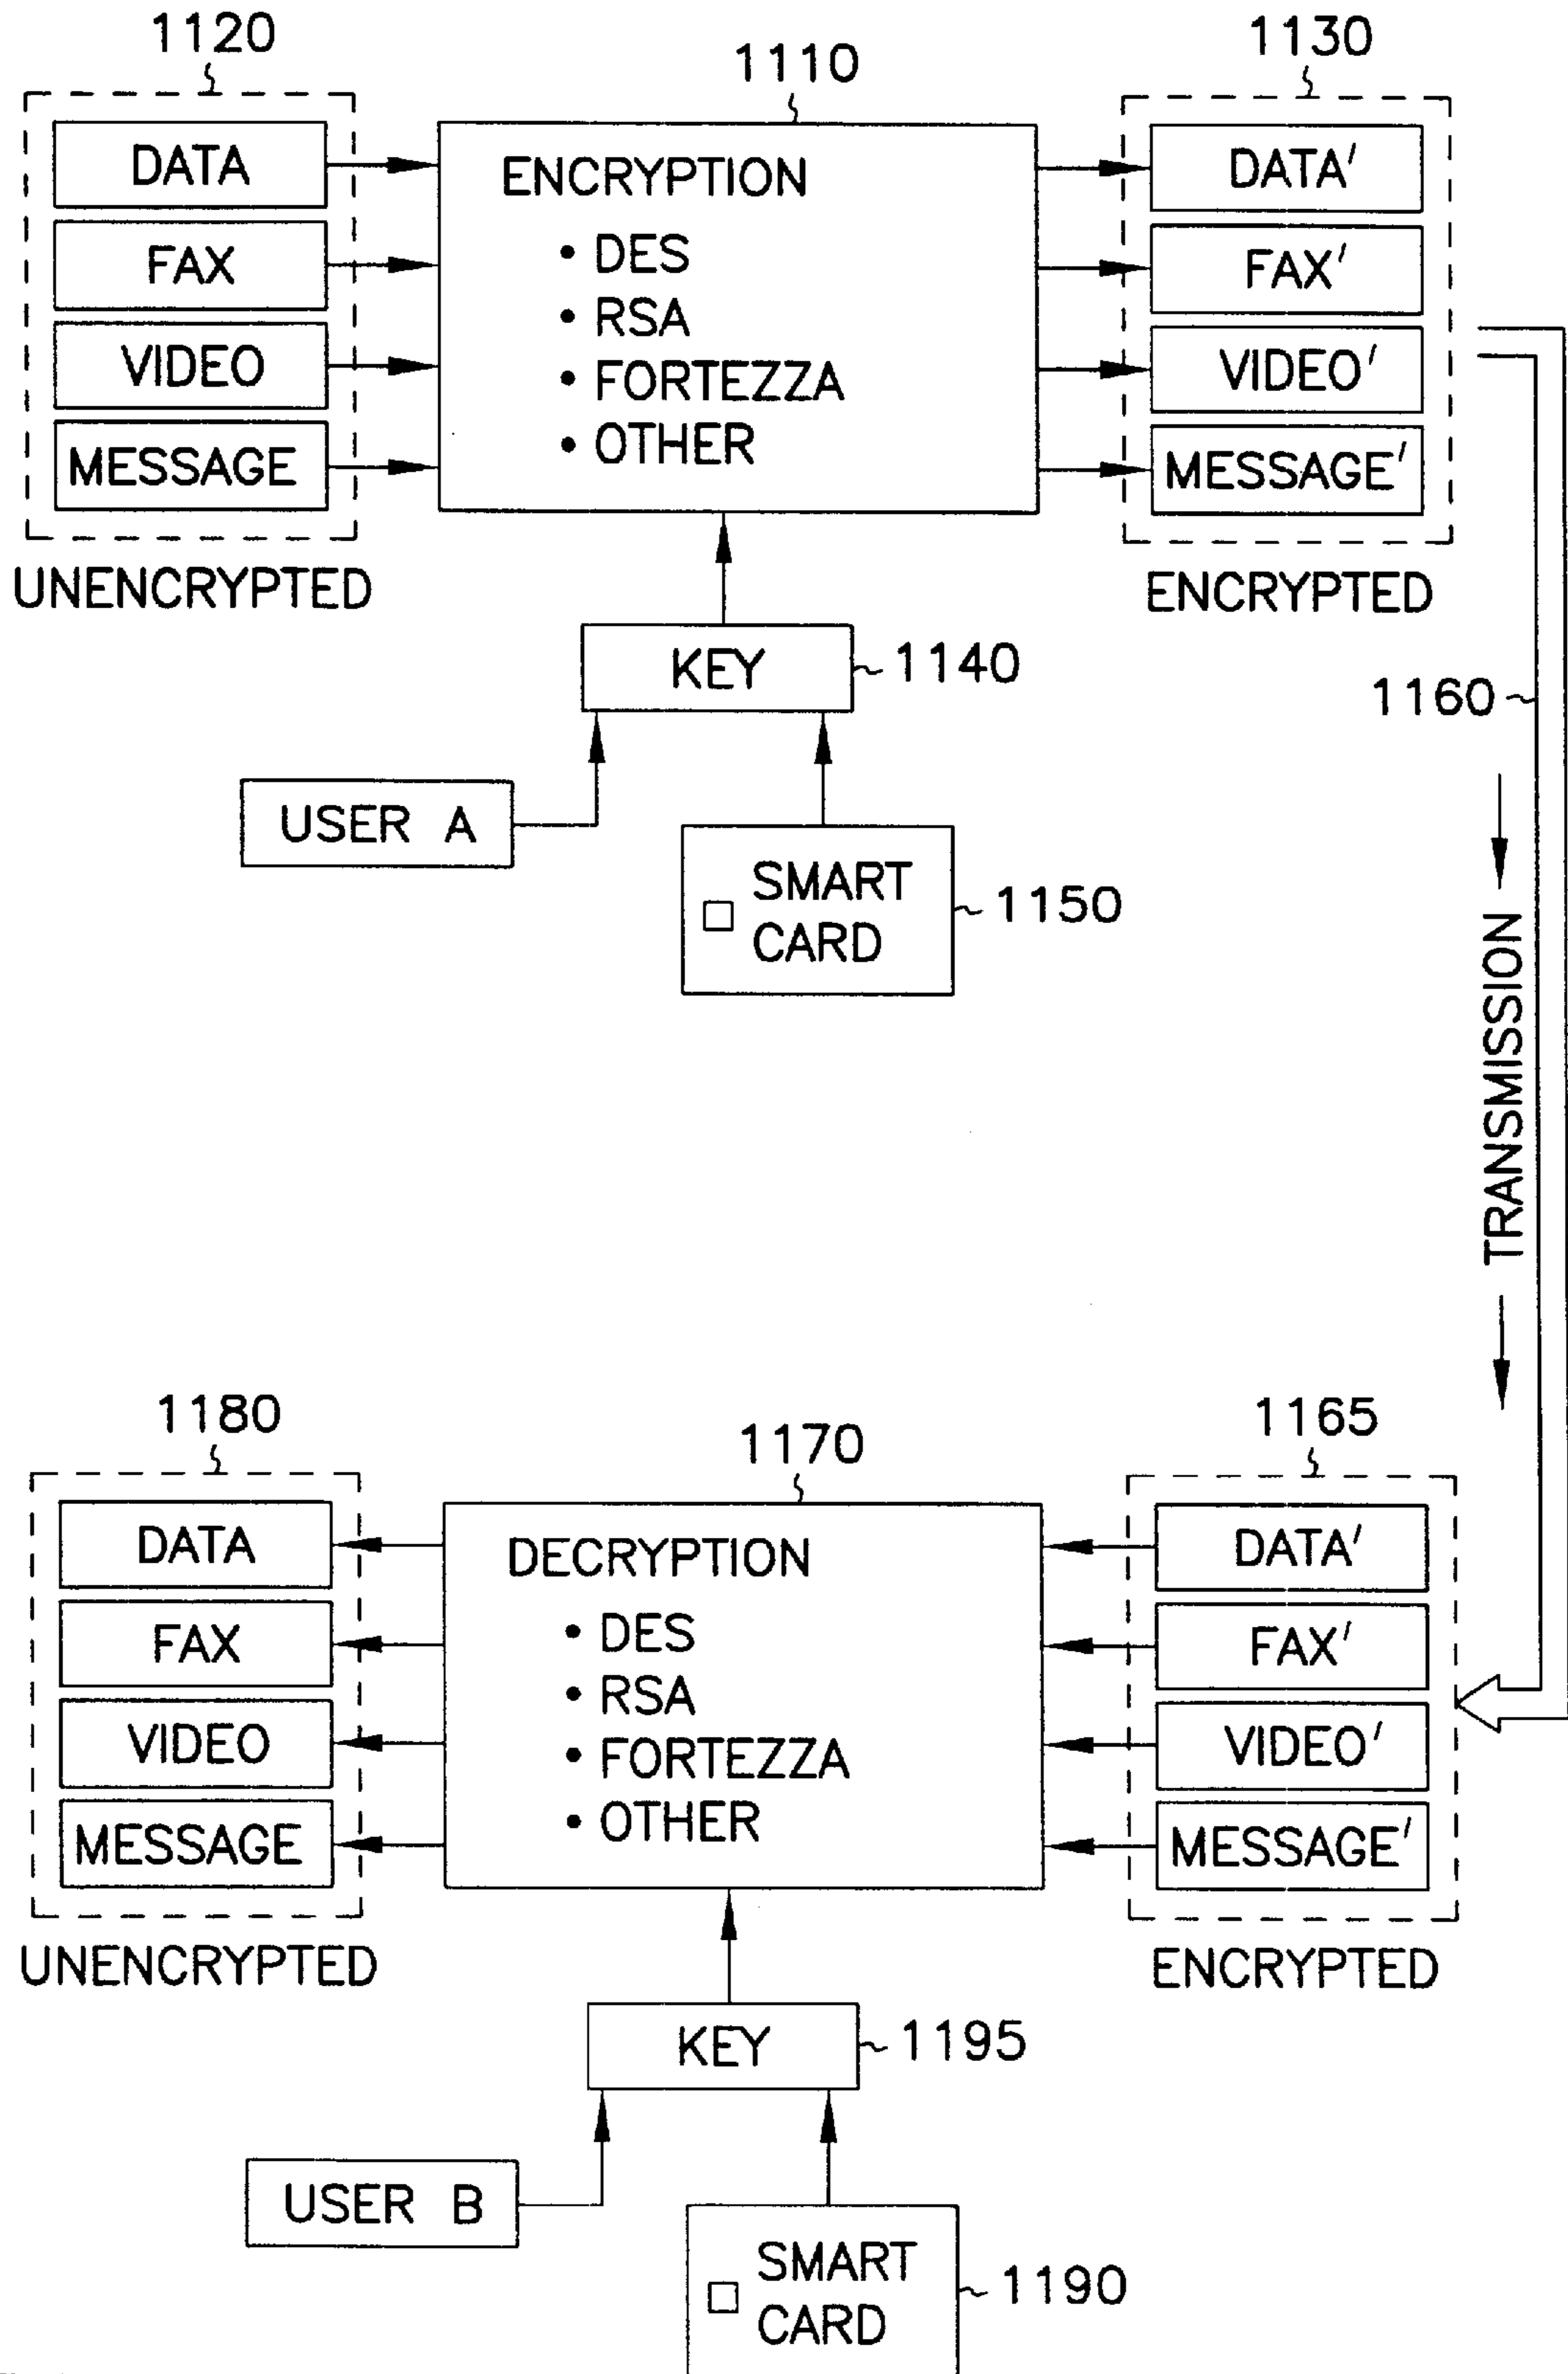 1120
1110
1130
DATA
FAX
VIDEO
MESSAGE
UNENCRYPTED
ENCRYPTION
• DES
• RSA
• FORTEZZA
• OTHER
DATA'
FAX'
VIDEO'
MESSAGE'
ENCRYPTED
KEY
1140
USER A
SMART
CARD
1150
1160
TRANSMISSION
1180
1170
1165
DATA
FAX
VIDEO
MESSAGE
UNENCRYPTED
DECRYPTION
• DES
• RSA
• FORTEZZA
• OTHER
DATA'
FAX'
VIDEO'
MESSAGE'
ENCRYPTED
KEY
1195
USER B
SMART
CARD
1190